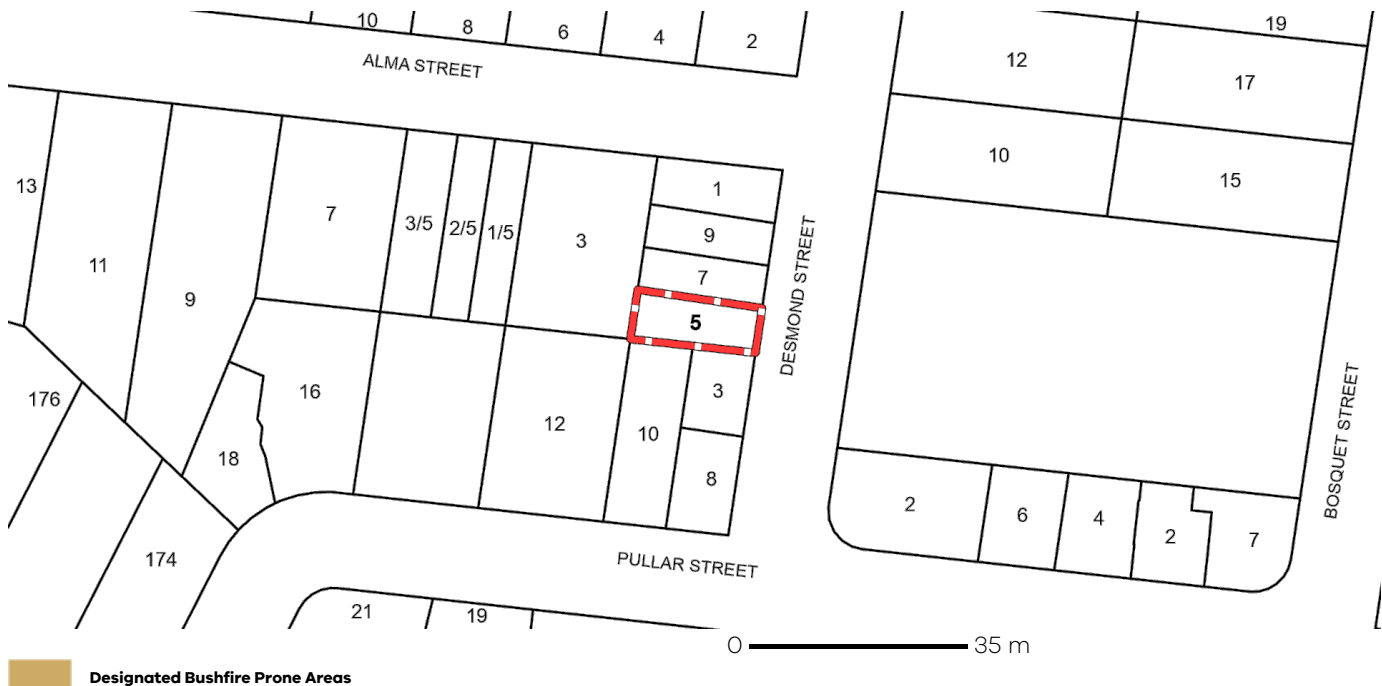 10 8 6 4 2 19
ALMA STREET
12 17
10 15
13 11 9 7 3/5 2/5 1/5 3 1
9
7
5
DESMOND STREET
176 16 12 10 3
18 8
174
2 6 4 2 7
BOSQUET STREET
PULLAR STREET
21 19
0 35 m
Designated Bushfire Prone Areas